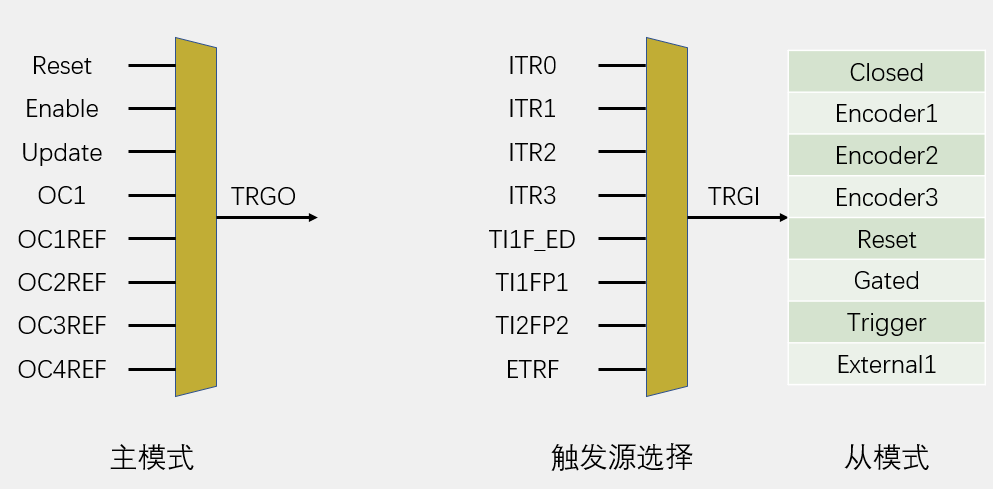 Reset
Enable
Update
OC1
OC1REF
OC2REF
OC3REF
OC4REF
TRGO
主模式
ITR0
ITR1
ITR2
ITR3
TI1F_ED
TI1FP1
TI2FP2
ETRF
TRGI
触发源选择
Closed
Encoder1
Encoder2
Encoder3
Reset
Gated
Trigger
External1
从模式